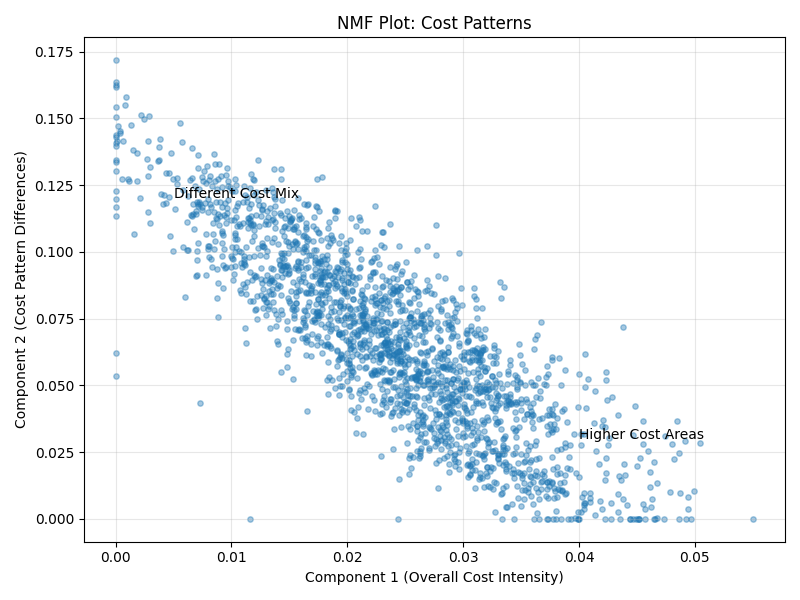 NMF Plot: Cost Patterns
0.175
0.150
0.125
0.100
0.075
0.050
0.025
0.000
Component 2 (Cost Pattern Differences)
Different Cost Mix
Higher Cost Areas
0.00 0.01 0.02 0.03 0.04 0.05
Component 1 (Overall Cost Intensity)